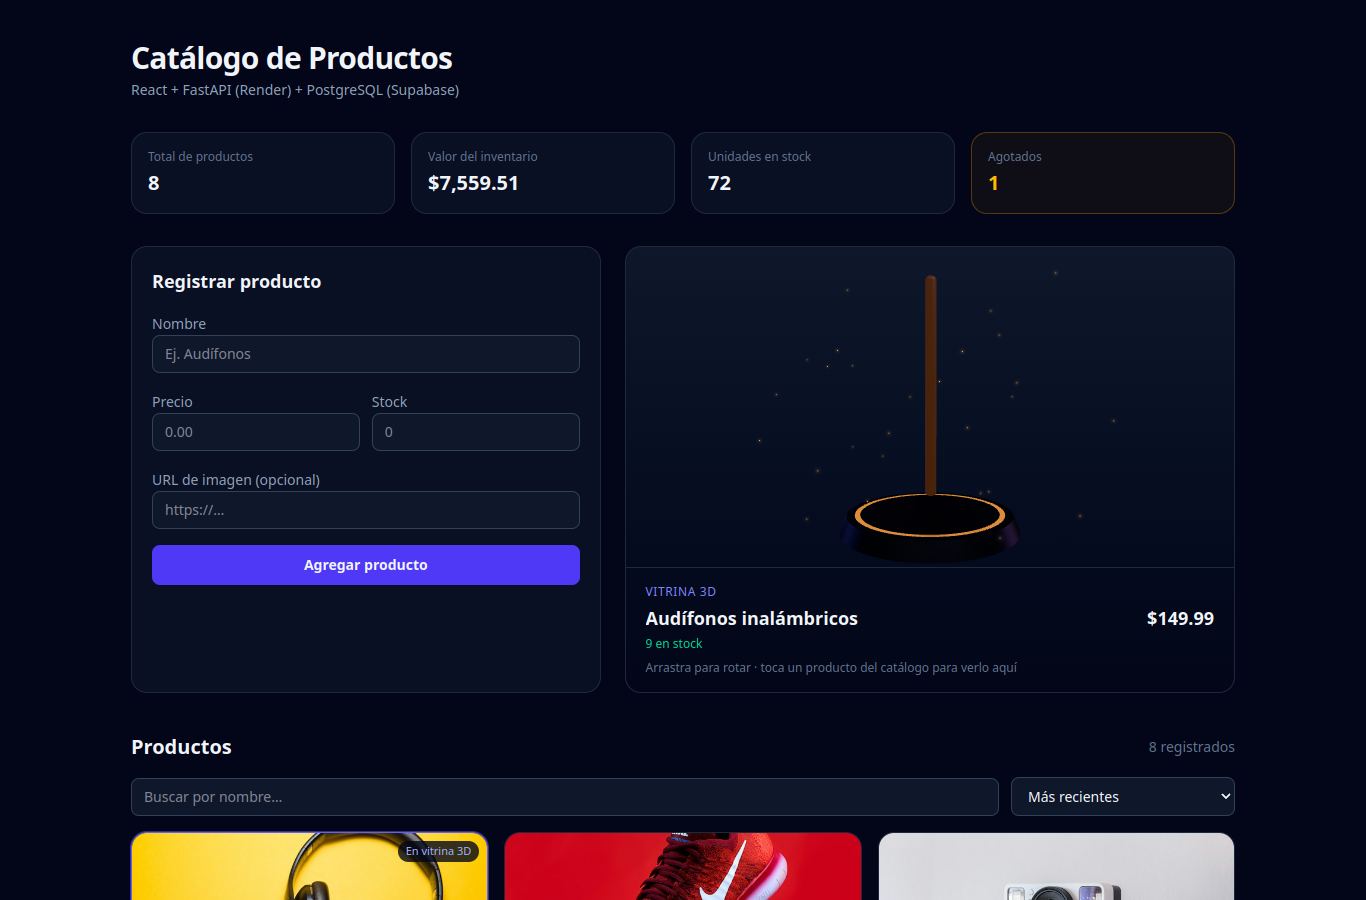 Catálogo de Productos
React + FastAPI (Render) + PostgreSQL (Supabase)
Total de productos
8
Valor del inventario
$7,559.51
Unidades en stock
72
Agotados
1
Registrar producto
Nombre
Ej. Audífonos
Precio
Stock
0.00
0
URL de imagen (opcional)
https://...
Agregar producto
VITRINA 3D
Audífonos inalámbricos
$149.99
9 en stock
Arrastra para rotar · toca un producto del catálogo para verlo aquí
Productos
8 registrados
Buscar por nombre...
Más recientes
En vitrina 3D